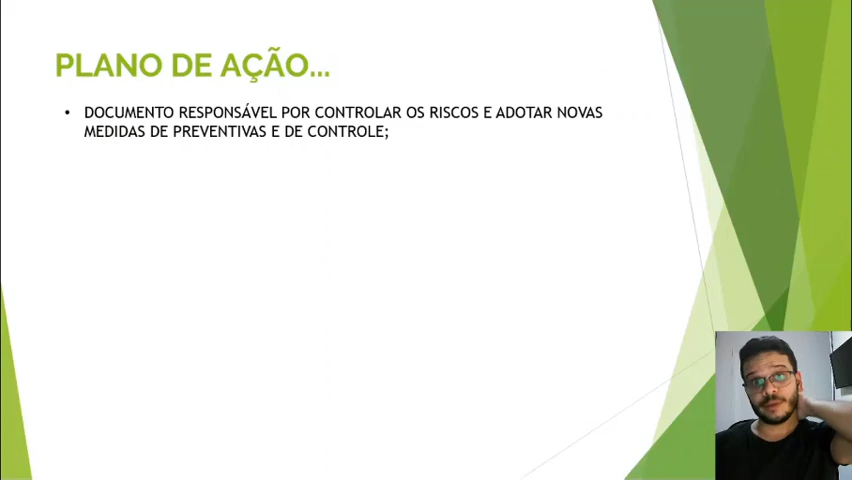 PLANO DE AÇÃO...
• DOCUMENTO RESPONSÁVEL POR CONTROLAR OS RISCOS E ADOTAR NOVAS
MEDIDAS DE PREVENTIVAS E DE CONTROLE;